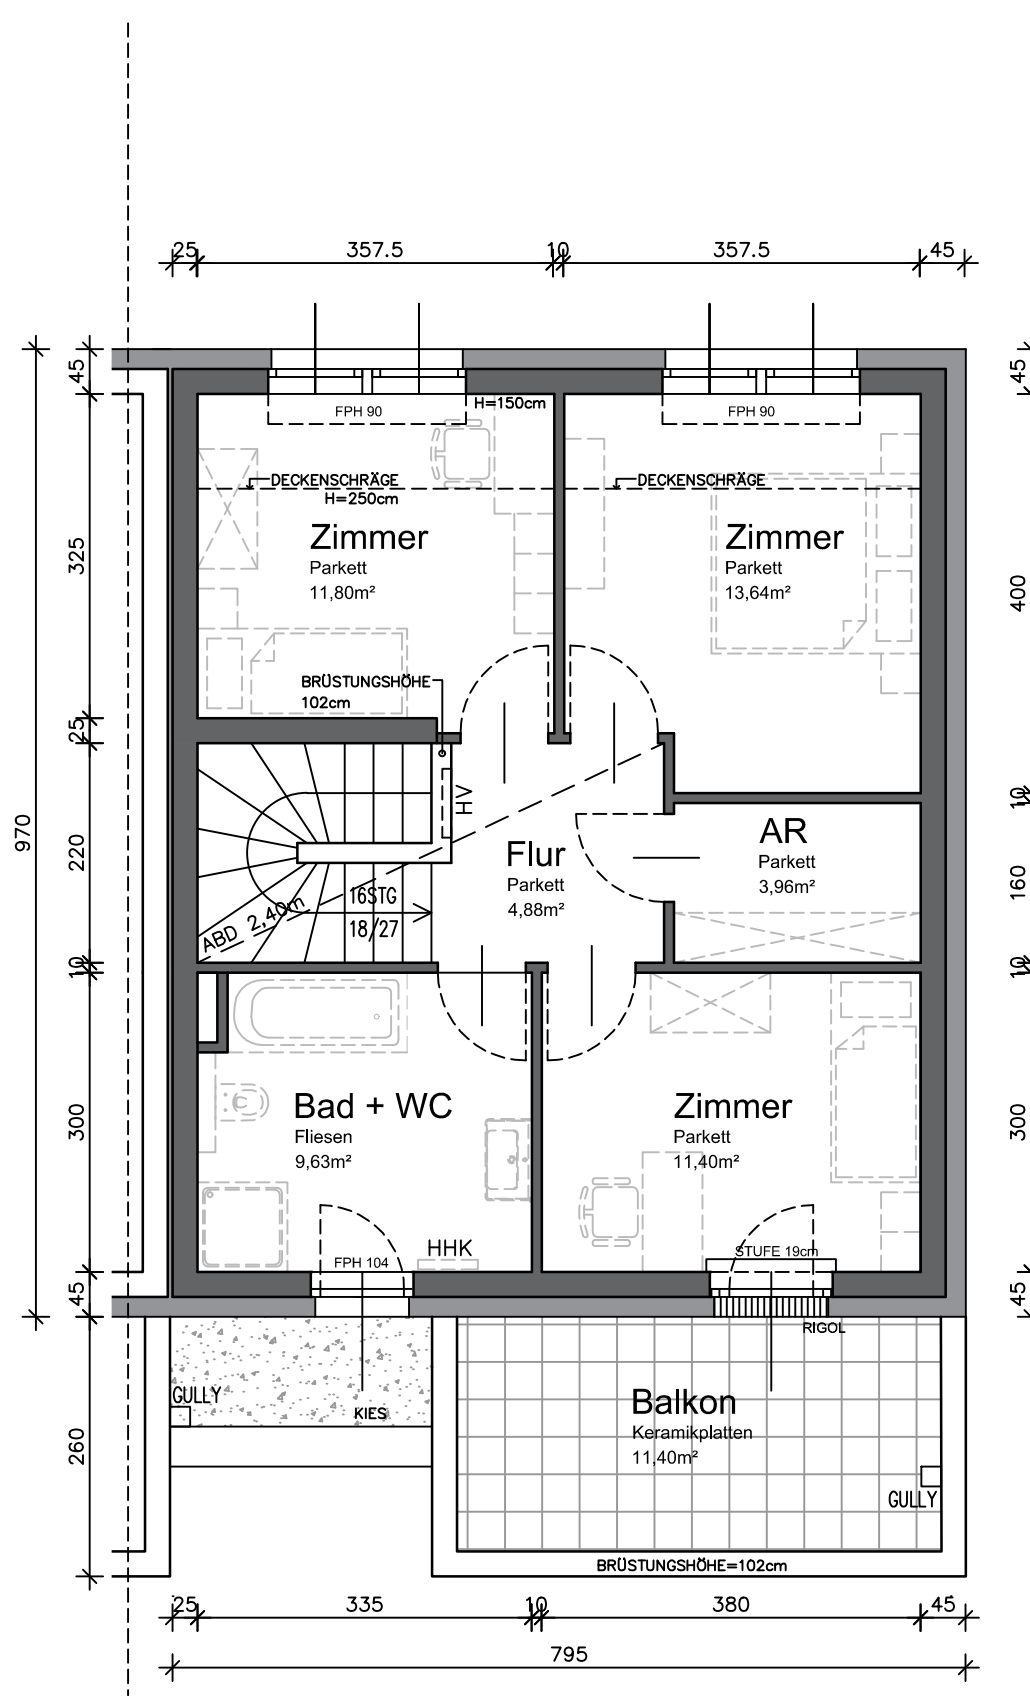 25
357.5
10
357.5
45
45
45
FPH 90
H=150cm
FPH 90
DECKENSCHRÄGE
H=250cm
DECKENSCHRÄGE
Zimmer
Parkett
11,80m²
Zimmer
Parkett
13,64m²
325
400
BRÜSTUNGSHÖHE
102cm
25
970
HV
10
220
Flur
Parkett
4,88m²
AR
Parkett
3,96m²
160
ABD 2,40m
16STG
18/27
10
10
300
Bad + WC
Fliesen
9,63m²
Zimmer
Parkett
11,40m²
300
HHK
FPH 104
STUFE 19cm
45
45
RIGOL
GULLY
KIES
260
Balkon
Keramikplatten
11,40m²
GULLY
BRÜSTUNGSHÖHE=102cm
25
335
10
380
45
795